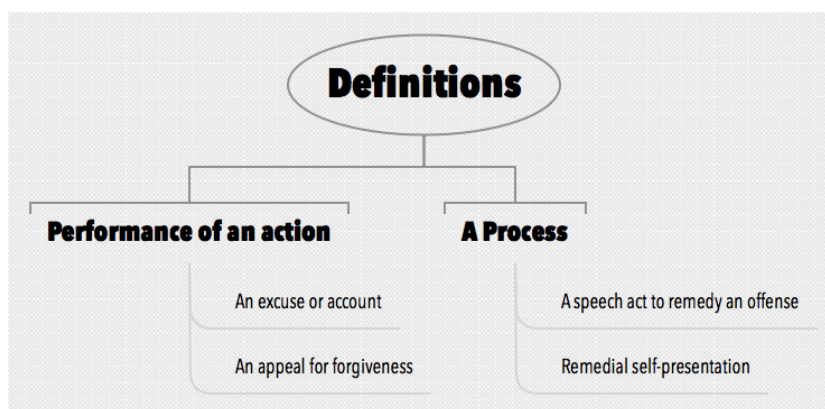 Definitions
Performance of an action
An excuse or account
An appeal for forgiveness
A Process
A speech act to remedy an offense
Remedial self-presentation